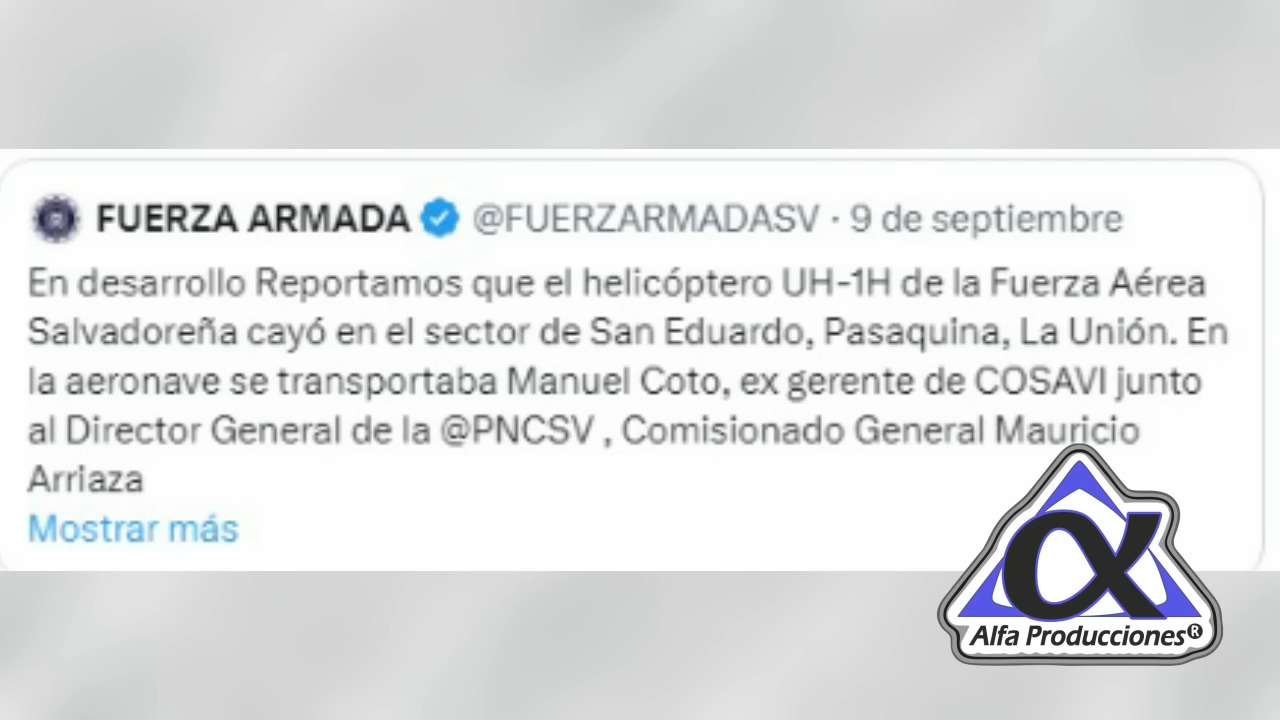 FUERZA ARMADA @FUERZARMADASV · 9 de septiembre
En desarrollo Reportamos que el helicóptero UH-1H de la Fuerza Aérea
Salvadoreña cayó en el sector de San Eduardo, Pasaquina, La Unión. En
la aeronave se transportaba Manuel Coto, ex gerente de COSAVI junto
al Director General de la @PNCSV , Comisionado General Mauricio
Arriaza
Mostrar más
α
Alfa Producciones®